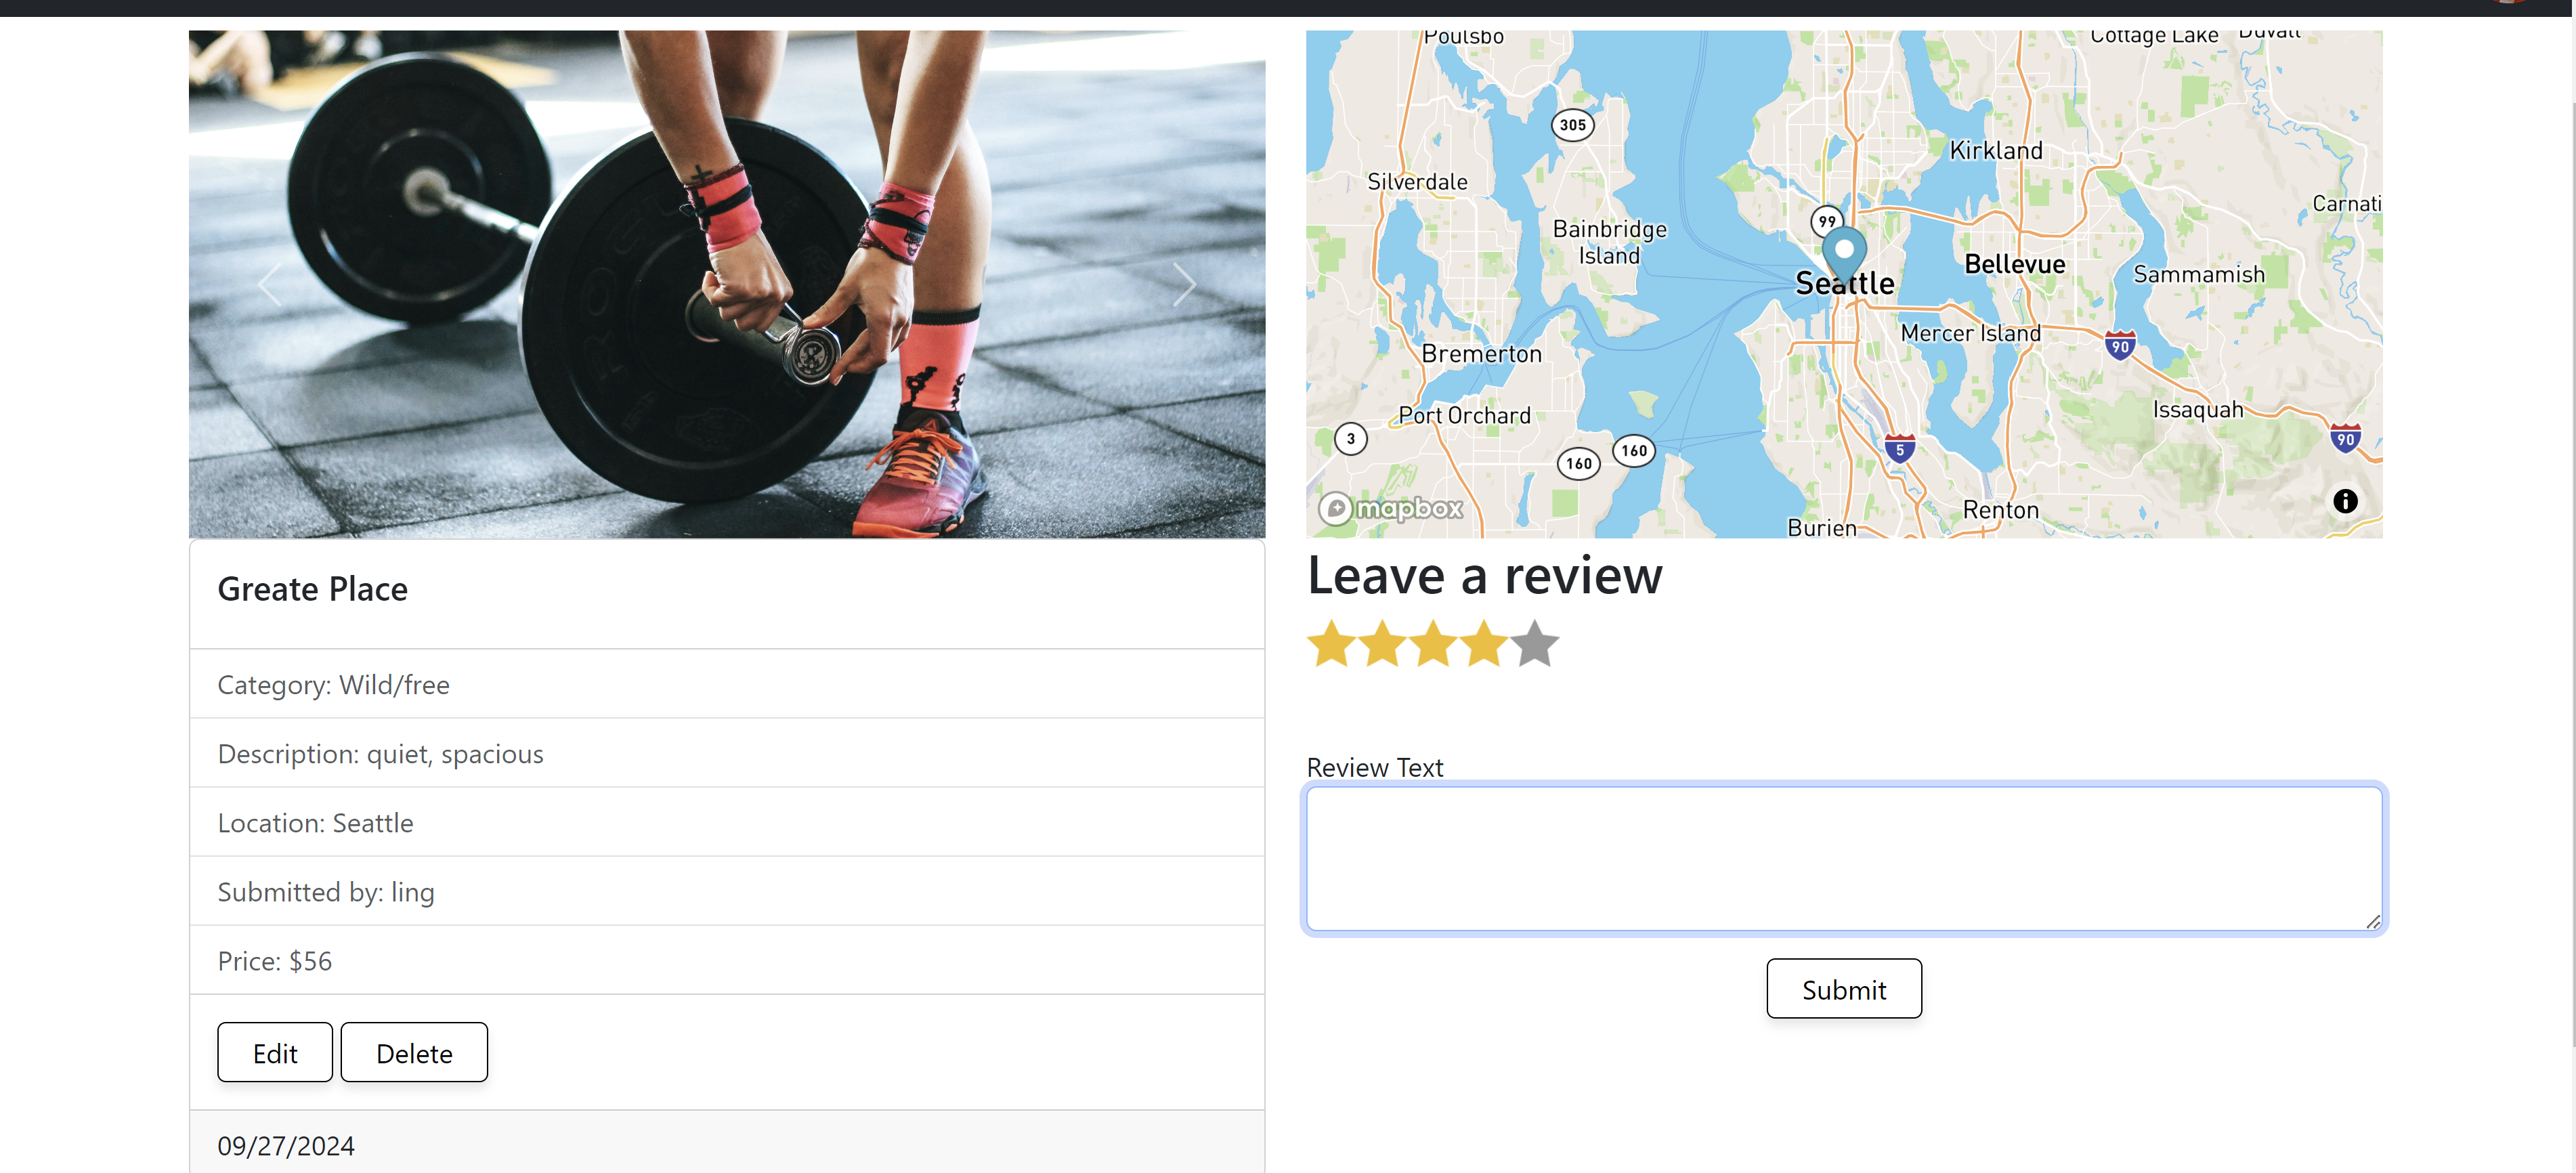 Poulsbo
Cottage Lake
Duvall
305
Kirkland
Silverdale
Carnati
99
Bainbridge
Island
Bellevue
Seattle
Sammamish
Mercer Island
90
Bremerton
Port Orchard
Issaquah
3
90
5
160
160
mapbox
Renton
Burien
Greate Place
Category: Wild/free
Description: quiet, spacious
Location: Seattle
Submitted by: ling
Price: $56
Edit
Delete
09/27/2024
Leave a review
Review Text
Submit